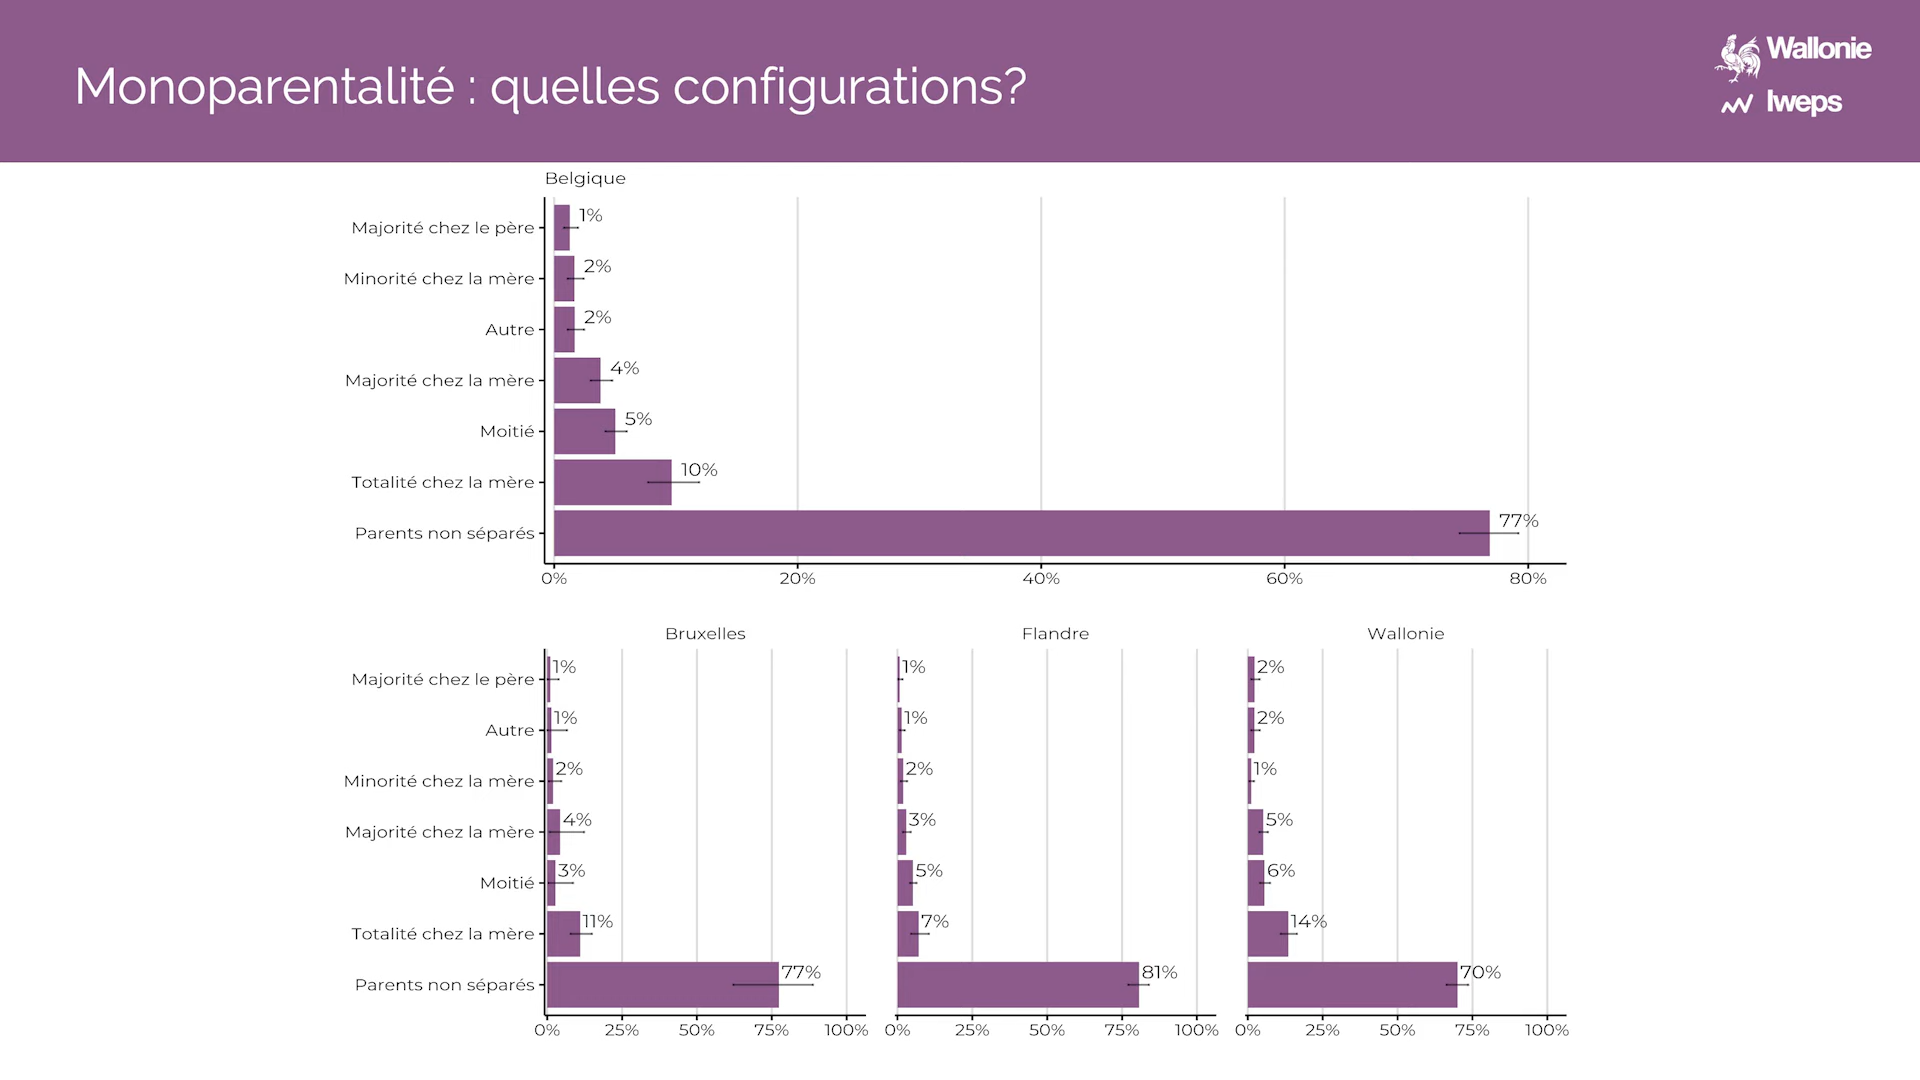 Monoparentalité : quelles configurations?
Wallonie
Iweps
Belgique
Majorité chez le père
1%
Minorité chez la mère
2%
Autre
2%
Majorité chez la mère
4%
Moitié
5%
Totalité chez la mère
10%
Parents non séparés
77%
0% 20% 40% 60% 80%
Bruxelles Flandre Wallonie
Majorité chez le père
1% 1% 2%
Autre
1% 1% 2%
Minorité chez la mère
2% 2% 1%
Majorité chez la mère
4% 3% 5%
Moitié
3% 5% 6%
Totalité chez la mère
11% 7% 14%
Parents non séparés
77% 81% 70%
0% 25% 50% 75% 100% 0% 25% 50% 75% 100% 0% 25% 50% 75% 100%